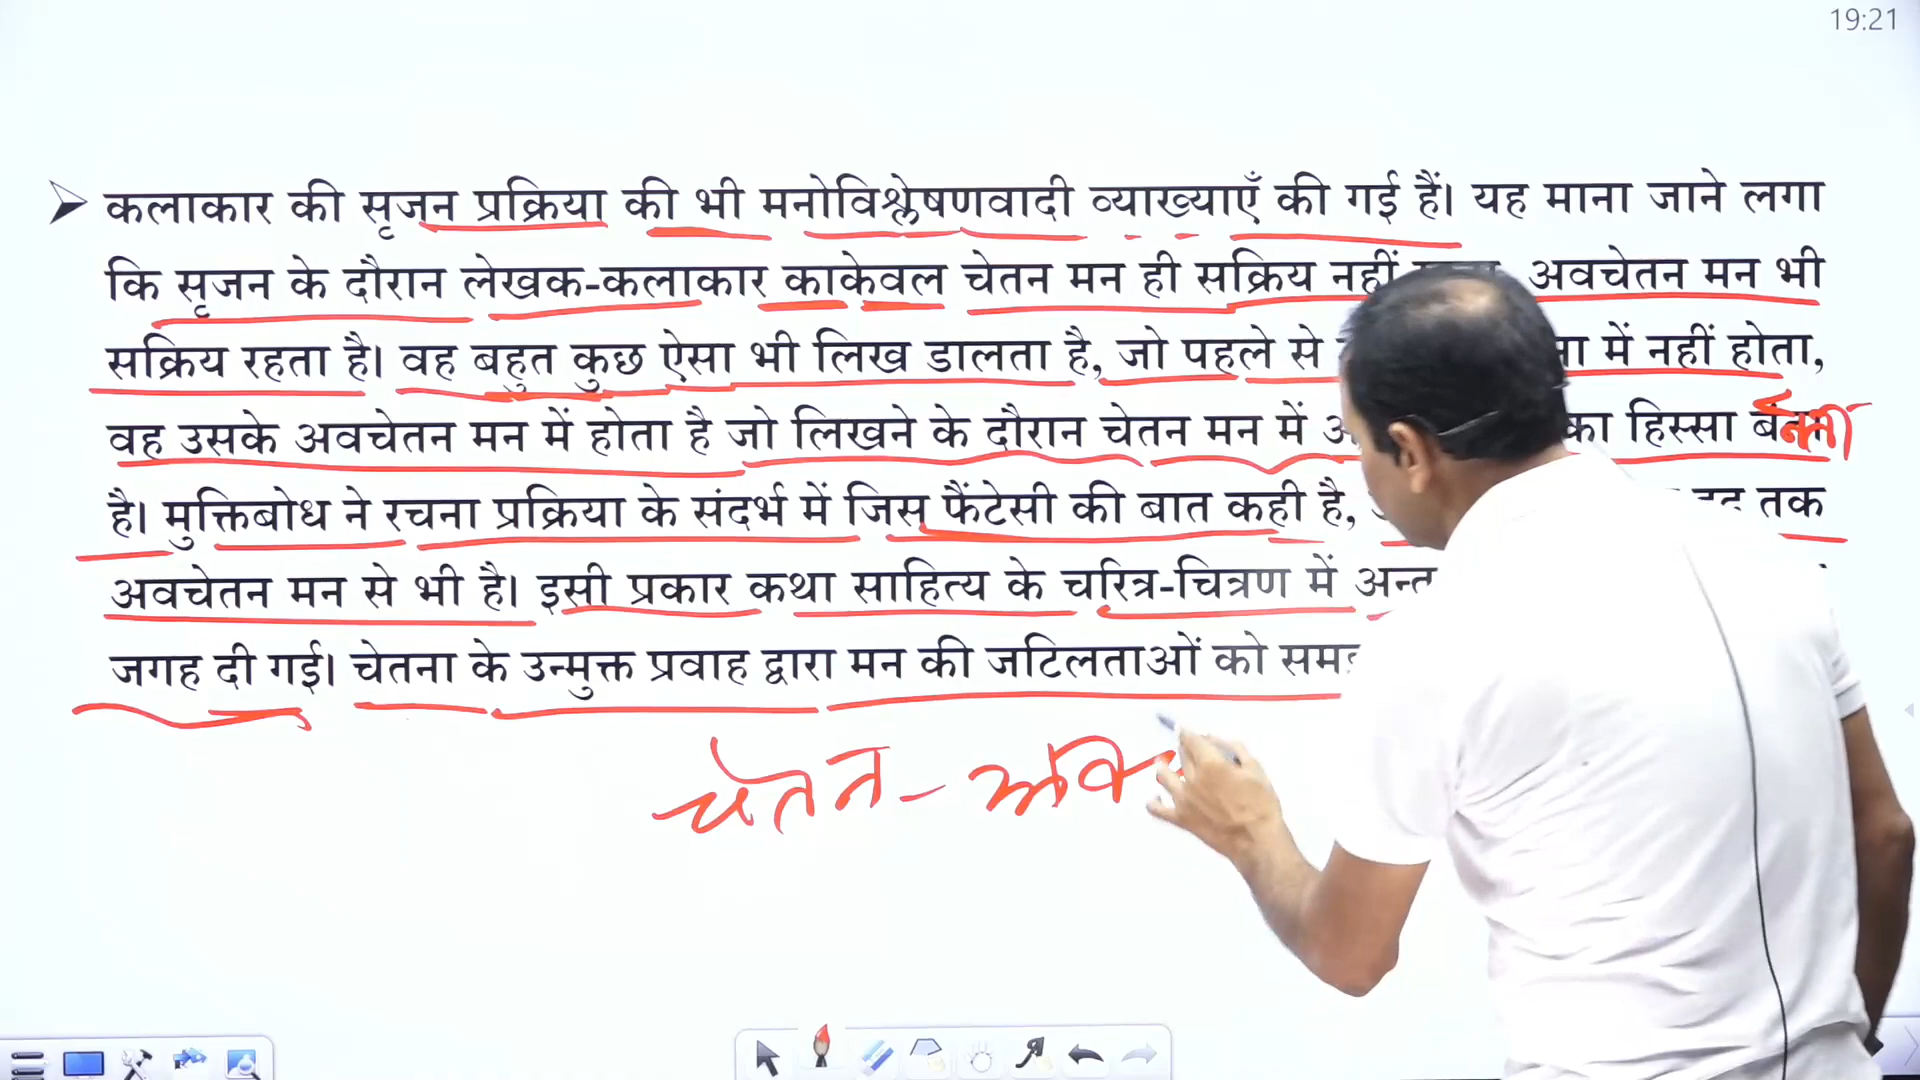 19:21
कलाकार की सृजन प्रक्रिया की भी मनोविश्लेषणवादी व्याख्याएँ की गई हैं। यह माना जाने लगा
कि सृजन के दौरान लेखक-कलाकार काकेवल चेतन मन ही सक्रिय नहीं अवचेतन मन भी
सक्रिय रहता है। वह बहुत कुछ ऐसा भी लिख डालता है, जो पहले से में नहीं होता,
वह उसके अवचेतन मन में होता है जो लिखने के दौरान चेतन मन में का हिस्सा
है। मुक्तिबोध ने रचना प्रक्रिया के संदर्भ में जिस फैंटेसी की बात कही है, तक
अवचेतन मन से भी है। इसी प्रकार कथा साहित्य के चरित्र-चित्रण में
जगह दी गई। चेतना के उन्मुक्त प्रवाह द्वारा मन की जटिलताओं को
चेतन -